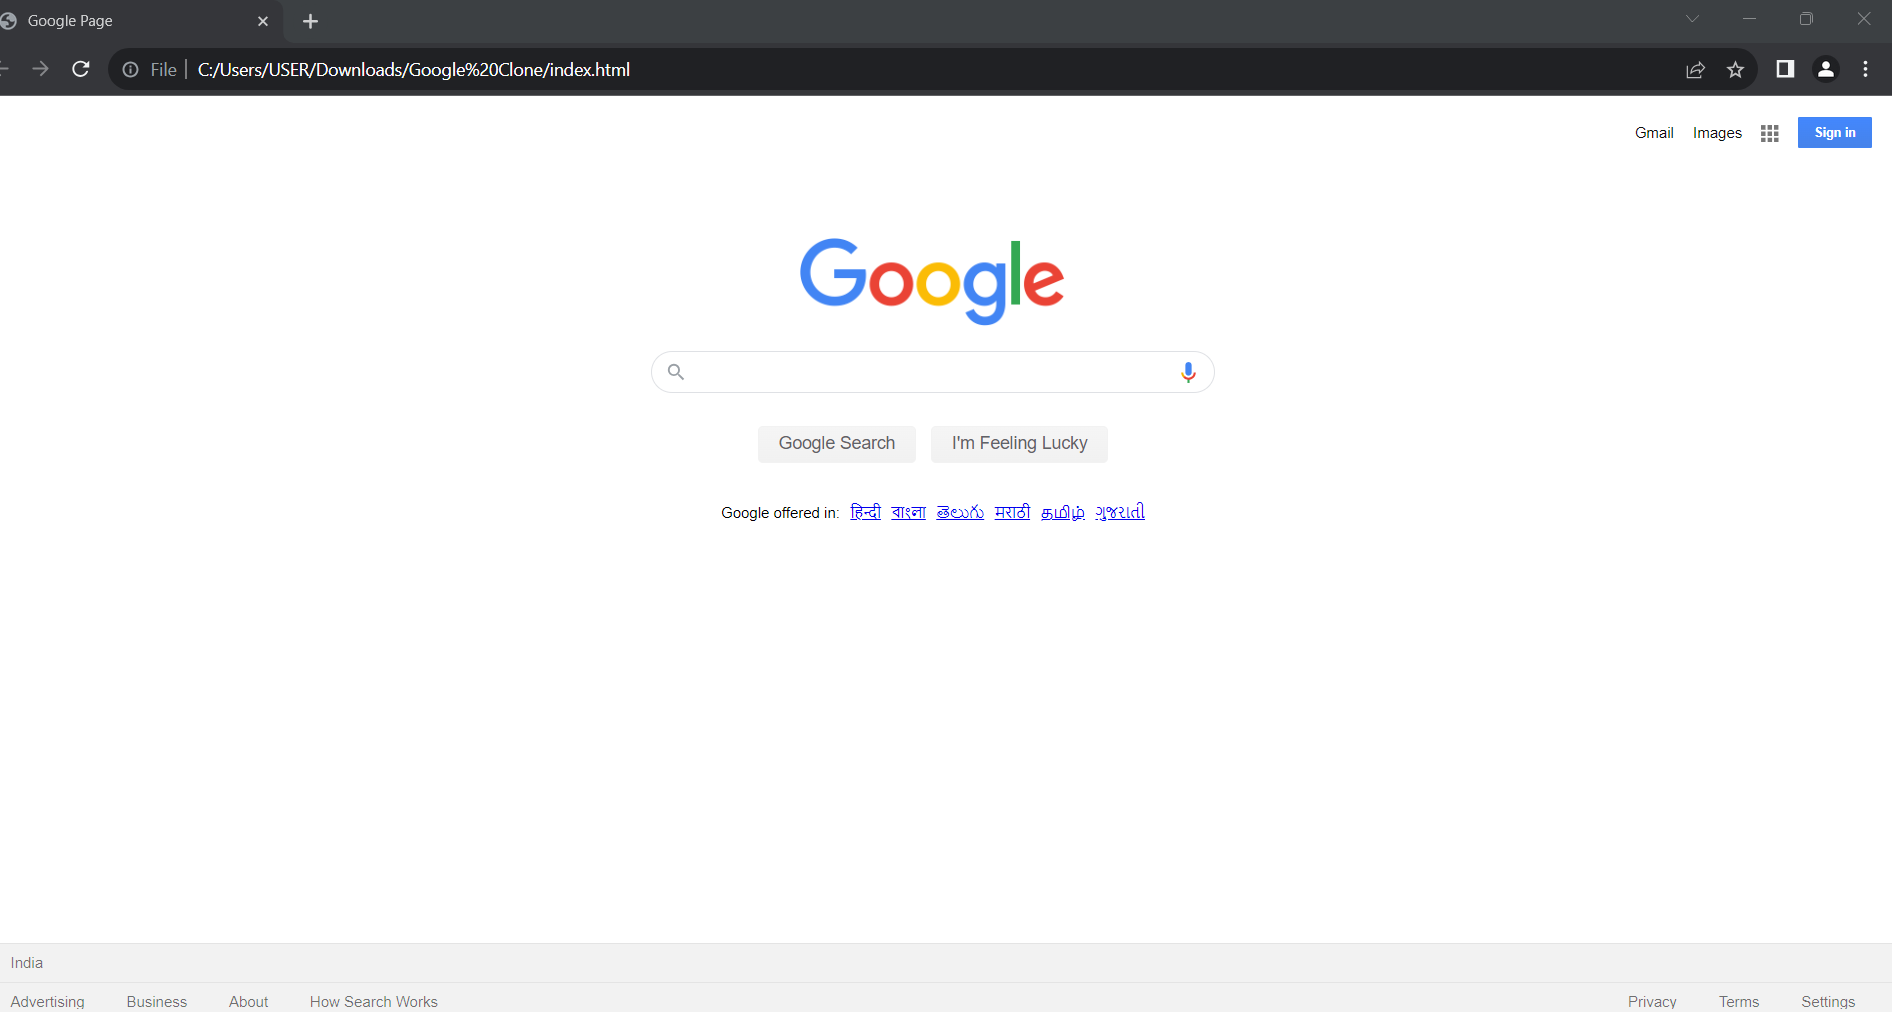 Google Page
File C:/Users/USER/Downloads/Google%20Clone/index.html
Gmail Images Sign in
Google
Google Search I'm Feeling Lucky
Google offered in: हिन्दी বাংলা తెలుగు मराठी தமிழ் ગુજરાતી
India
Advertising Business About How Search Works Privacy Terms Settings